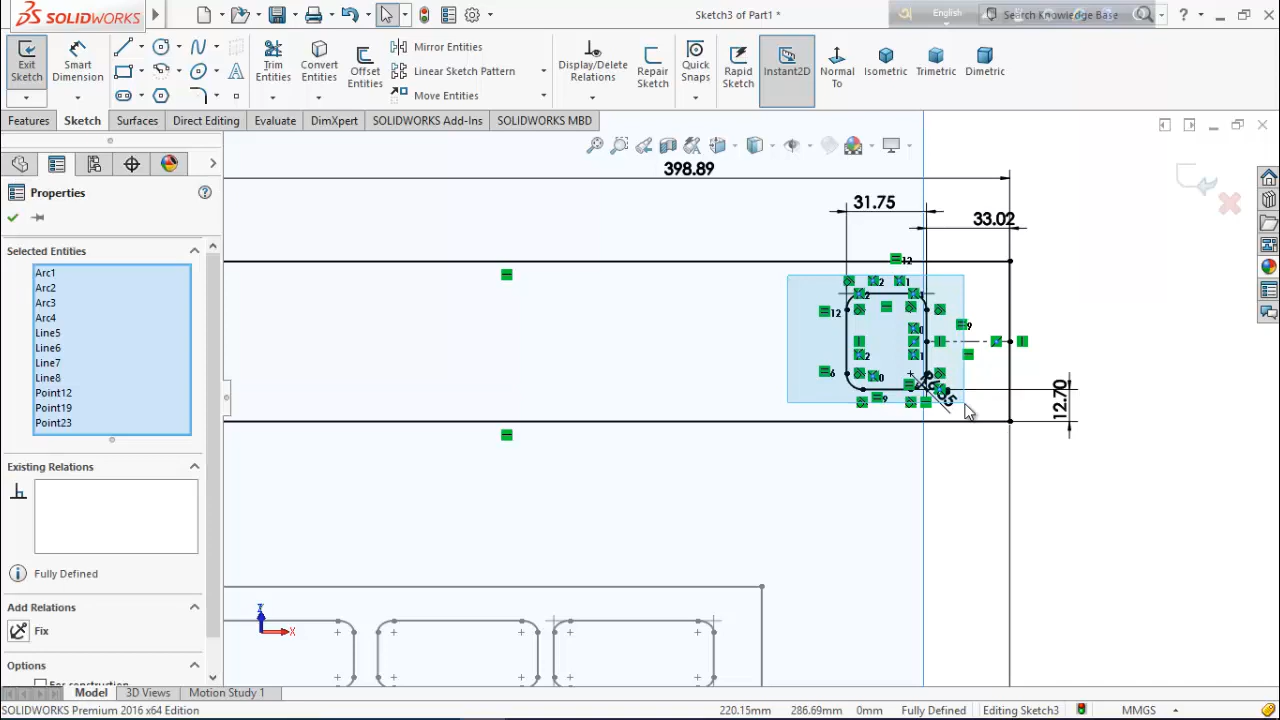 SOLIDWORKS
Sketch3 of Part1 *
English
Search Knowledge Base
Exit Sketch
Smart Dimension
Trim Entities
Convert Entities
Offset Entities
Mirror Entities
Linear Sketch Pattern
Move Entities
Display/Delete Relations
Repair Sketch
Quick Snaps
Rapid Sketch
Instant2D
Normal To
Isometric
Trimetric
Dimetric
Features
Sketch
Surfaces
Direct Editing
Evaluate
DimXpert
SOLIDWORKS Add-Ins
SOLIDWORKS MBD
Properties
Selected Entities
Arc1
Arc2
Arc3
Arc4
Line5
Line6
Line7
Line8
Point12
Point19
Point23
Existing Relations
Fully Defined
Add Relations
Fix
Options
398.89
31.75
33.02
12.70
Z
X
Model
3D Views
Motion Study 1
SOLIDWORKS Premium 2016 x64 Edition
220.15mm
286.69mm
0mm
Fully Defined
Editing Sketch3
MMGS